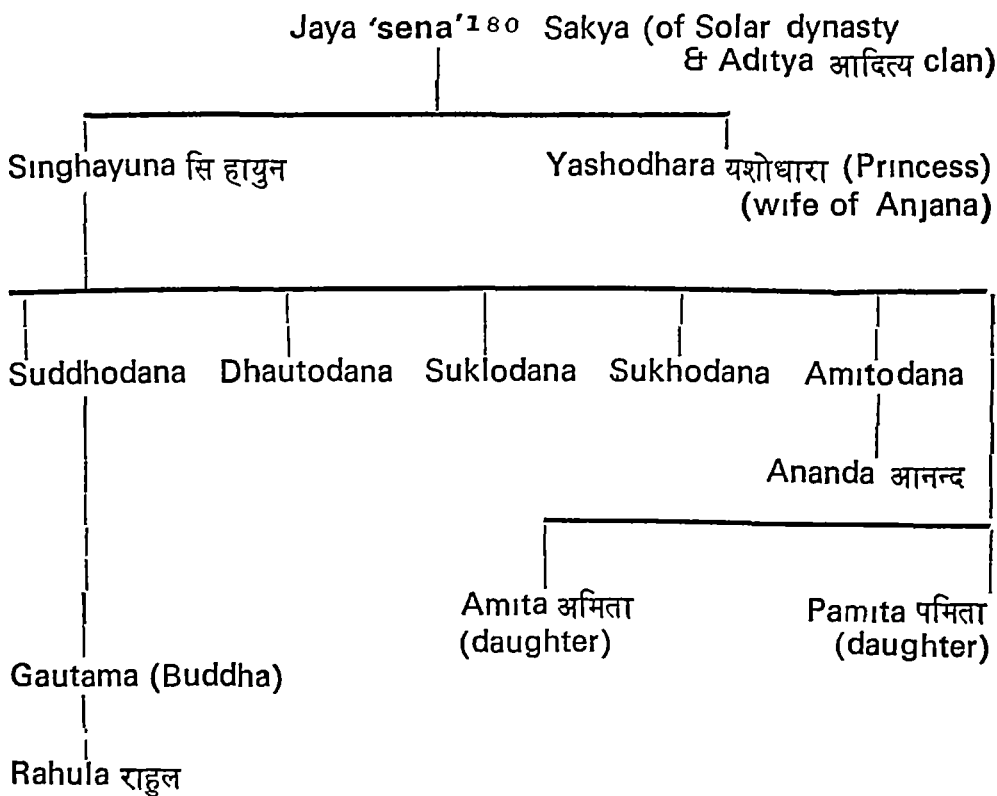 Jaya 'sena'180 Sakya (of Solar dynasty
& Aditya आदित्य clan)
Singhayuna सि हायुन
Yashodhara यशोधारा (Princess)
(wife of Anjana)
Suddhodana Dhautodana Suklodana Sukhodana Amitodana
Ananda आनन्द
Amita अमिता
(daughter)
Pamita पमिता
(daughter)
Gautama (Buddha)
Rahula राहुल